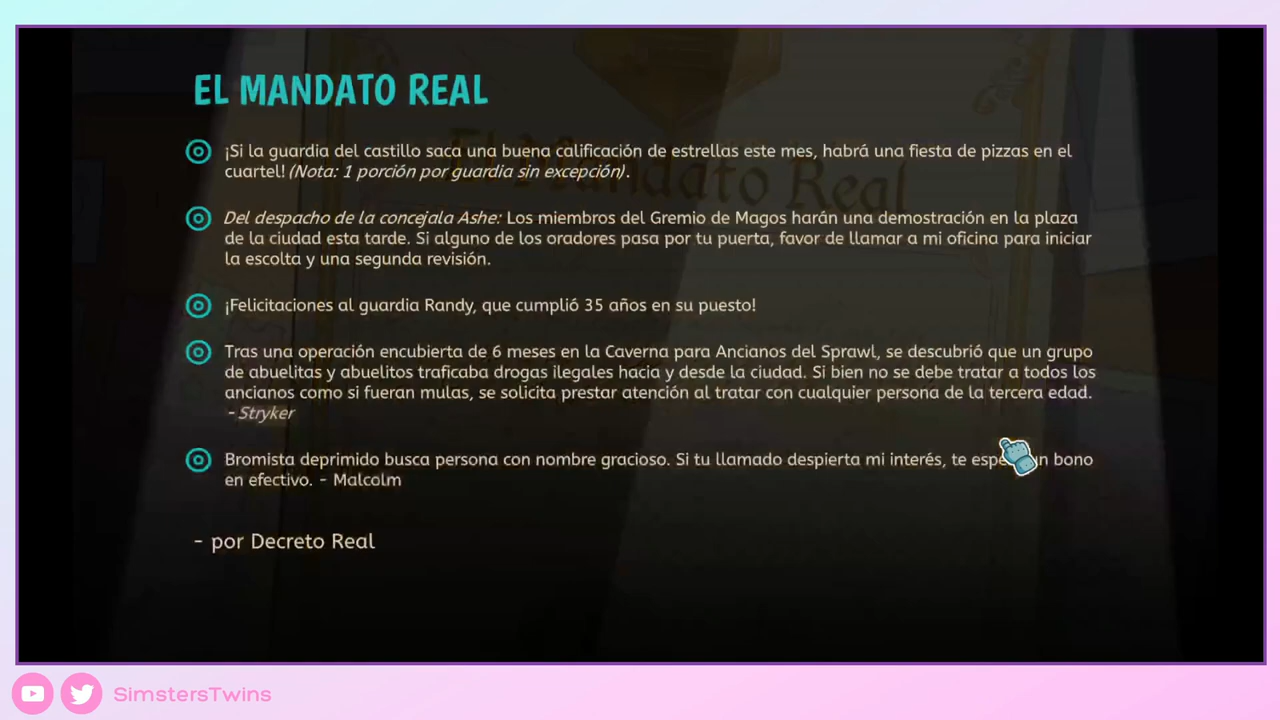 EL MANDATO REAL
¡Si la guardia del castillo saca una buena calificación de estrellas este mes, habrá una fiesta de pizzas en el
cuartel! (Nota: 1 porción por guardia sin excepción).
Del despacho de la concejala Ashe: Los miembros del Gremio de Magos harán una demostración en la plaza
de la ciudad esta tarde. Si alguno de los oradores pasa por tu puerta, favor de llamar a mi oficina para iniciar
la escolta y una segunda revisión.
¡Felicitaciones al guardia Randy, que cumplió 35 años en su puesto!
Tras una operación encubierta de 6 meses en la Caverna para Ancianos del Sprawl, se descubrió que un grupo
de abuelitas y abuelitos traficaba drogas ilegales hacia y desde la ciudad. Si bien no se debe tratar a todos los
ancianos como si fueran mulas, se solicita prestar atención al tratar con cualquier persona de la tercera edad.
- Stryker
Bromista deprimido busca persona con nombre gracioso. Si tu llamado despierta mi interés, te bono
en efectivo. - Malcolm
- por Decreto Real
El Mandato Real
SimstersTwins